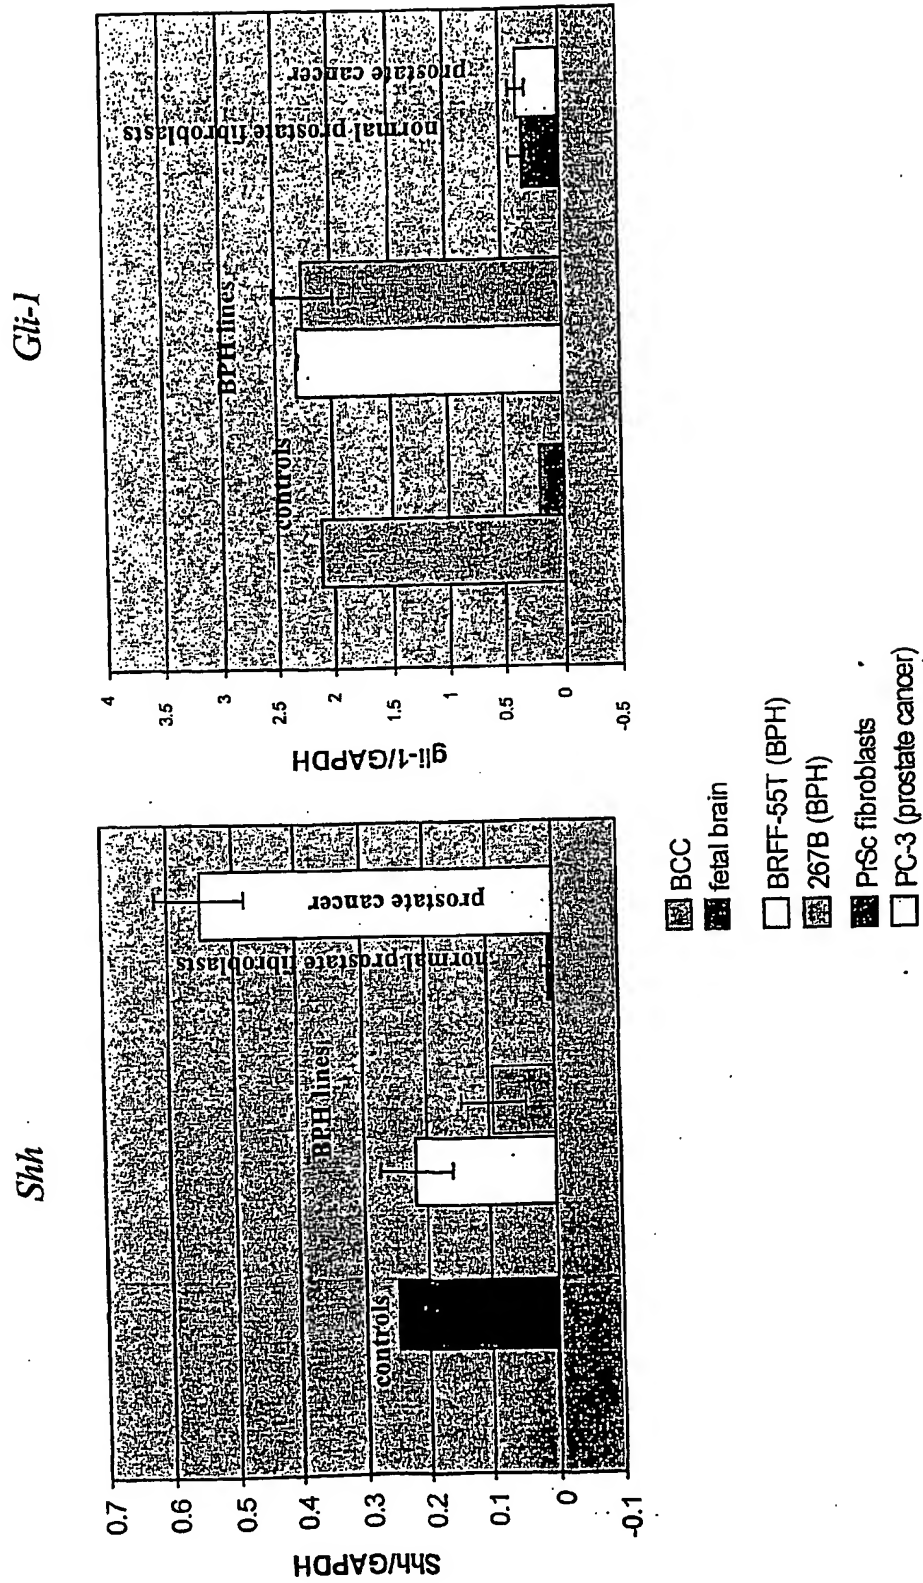 Shh
Shh/GAPDH
0.7
0.6
0.5
0.4
0.3
0.2
0.1
0
-0.1
controls
BPH lines
normal prostate fibroblasts
prostate cancer
Gli-1
gli-1/GAPDH
4
3.5
3
2.5
2
1.5
1
0.5
0
-0.5
controls
BPH lines
normal prostate fibroblasts
prostate cancer
BCC
fetal brain
BRFF-55T (BPH)
267B (BPH)
PrSc fibroblasts
PC-3 (prostate cancer)